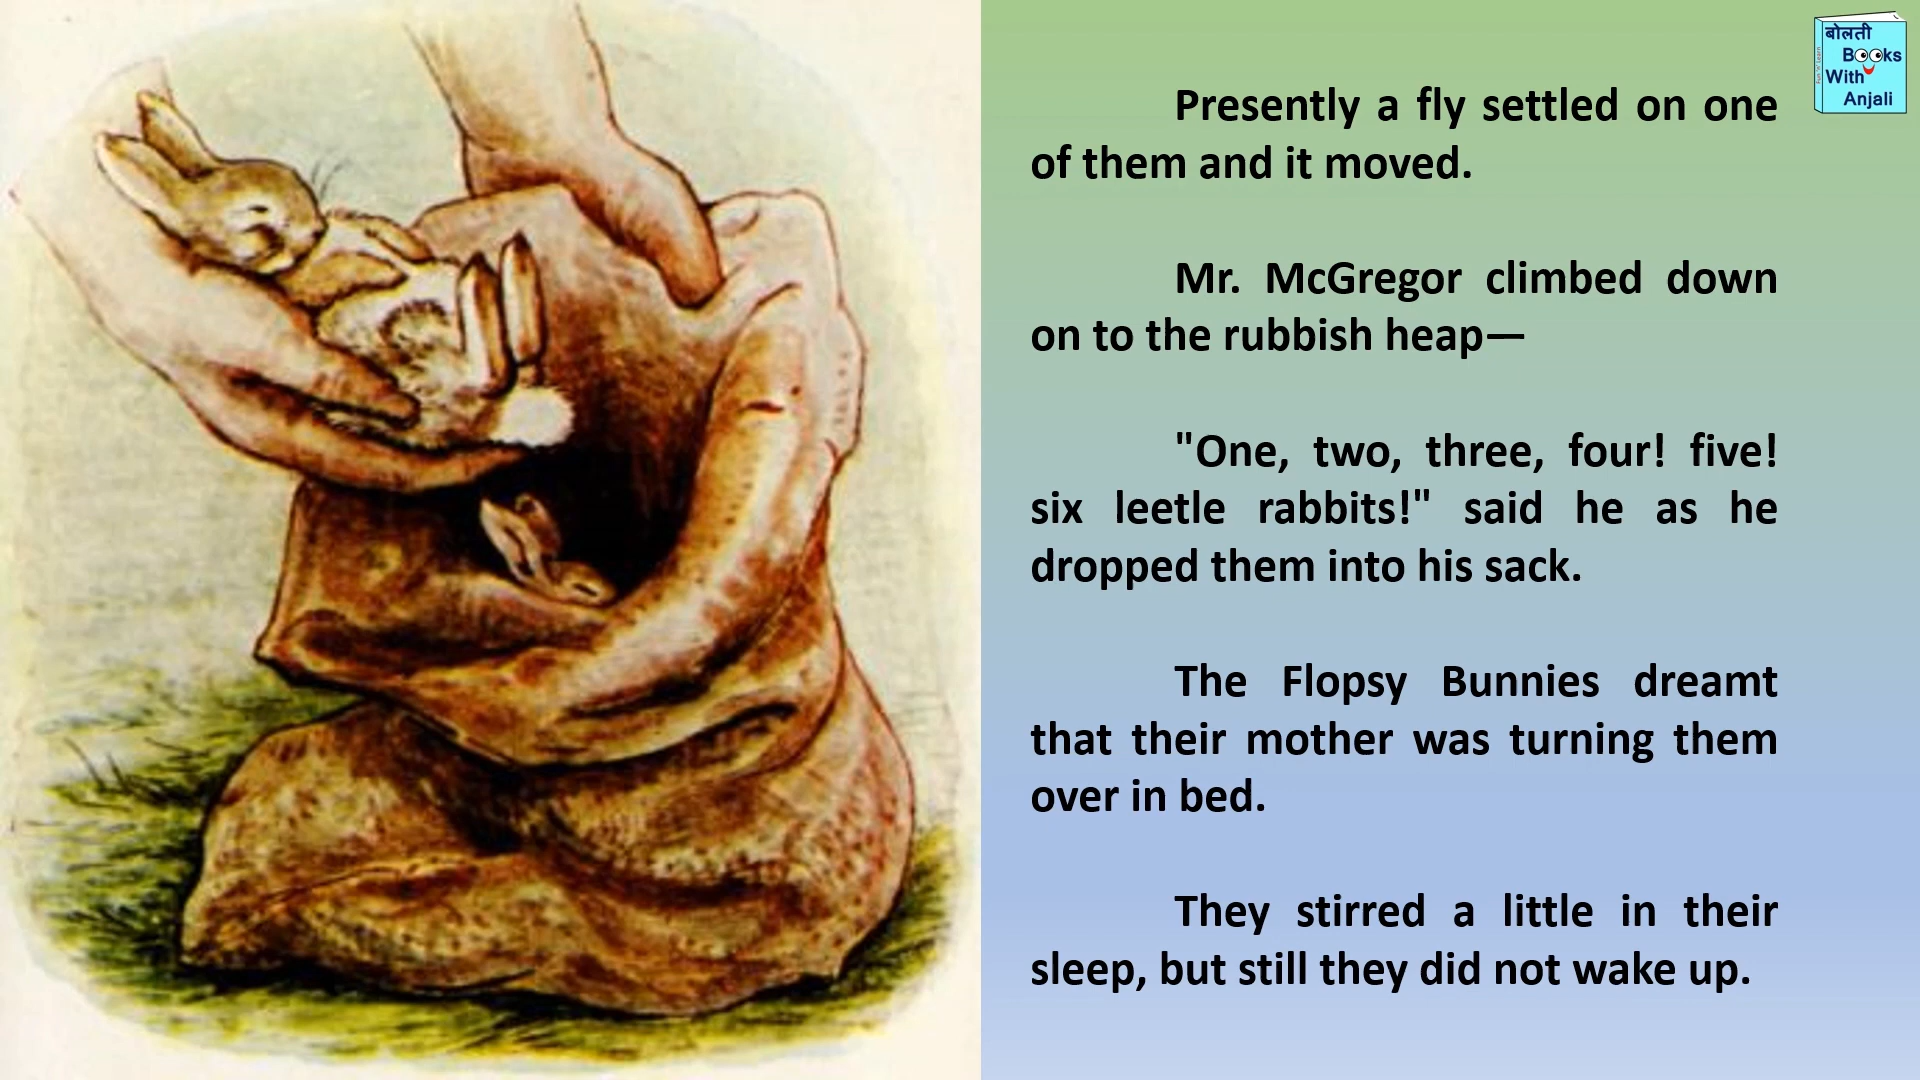 Presently a fly settled on one
of them and it moved.
Mr. McGregor climbed down
on to the rubbish heap—
"One, two, three, four! five!
six leetle rabbits!" said he as he
dropped them into his sack.
The Flopsy Bunnies dreamt
that their mother was turning them
over in bed.
They stirred a little in their
sleep, but still they did not wake up.
बोलती
Books
With
Anjali